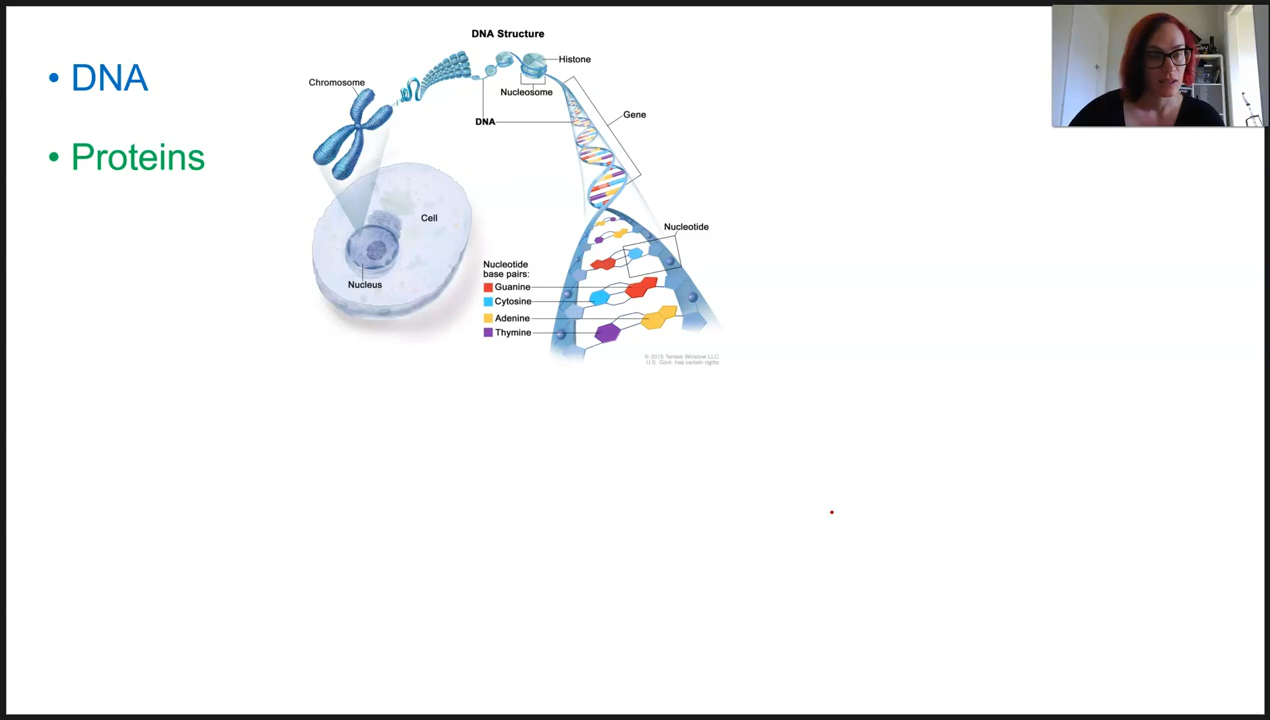 • DNA
• Proteins
DNA Structure
Chromosome
Histone
Nucleosome
DNA
Gene
Cell
Nucleus
Nucleotide
Nucleotide
base pairs:
Guanine
Cytosine
Adenine
Thymine
© 2015 Terese Winslow LLC
U.S. Govt. has certain rights